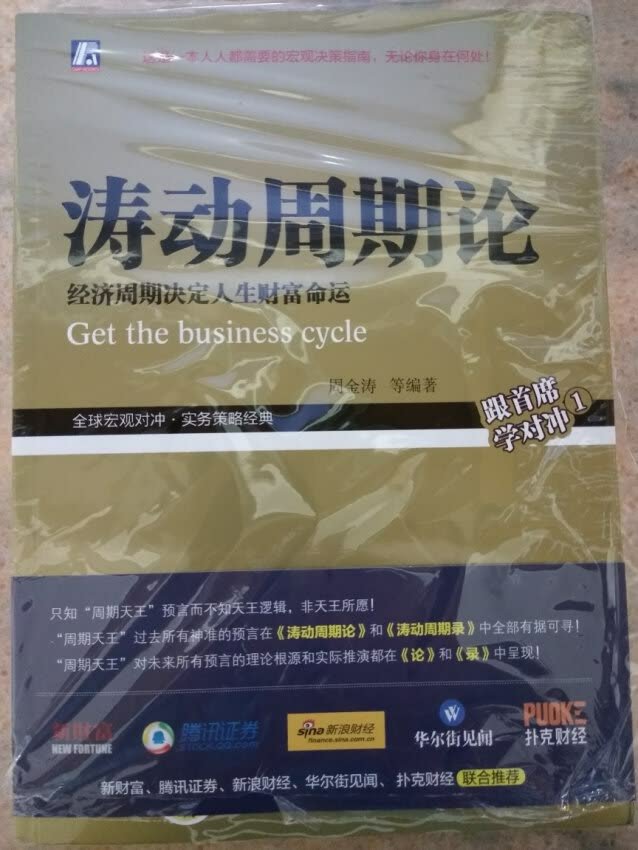 这是一本人人都需要的宏观决策指南，无论你身在何处！
涛动周期论
经济周期决定人生财富命运
Get the business cycle
周金涛 等编著
全球宏观对冲·实务策略经典
跟首席
学对冲1
只知“周期天王”预言而不知天王逻辑，非天王所愿！
“周期天王”过去所有神准的预言在《涛动周期论》和《涛动周期录》中全部有据可寻！
“周期天王”对未来所有预言的理论根源和实际推演都在《论》和《录》中呈现！
新财富
NEW FORTUNE
腾讯证券
STOCK.QQ.COM
sina 新浪财经
finance.sina.com.cn
W
华尔街见闻
PUOKE
扑克财经
新财富、腾讯证券、新浪财经、华尔街见闻、扑克财经 联合推荐